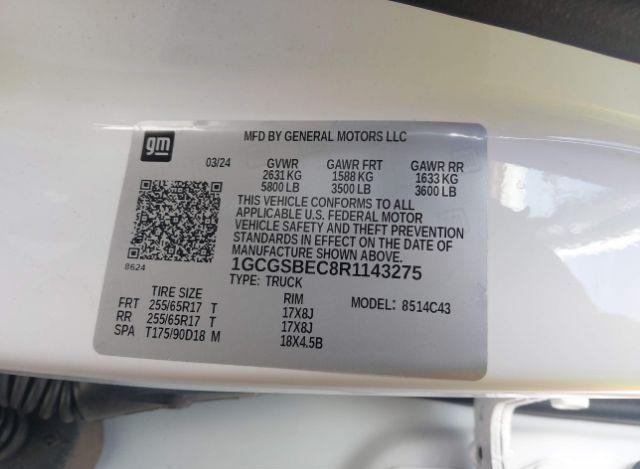 gm
MFD BY GENERAL MOTORS LLC
03/24 GVWR GAWR FRT GAWR RR
2631 KG 1588 KG 1633 KG
5800 LB 3500 LB 3600 LB
THIS VEHICLE CONFORMS TO ALL
APPLICABLE U.S. FEDERAL MOTOR
VEHICLE SAFETY AND THEFT PREVENTION
STANDARDS IN EFFECT ON THE DATE OF
MANUFACTURE SHOWN ABOVE.
8624
1GCGSBEC8R1143275
TYPE: TRUCK
TIRE SIZE RIM MODEL: 8514C43
FRT 255/65R17 T 17X8J
RR 255/65R17 T 17X8J
SPA T175/90D18 M 18X4.5B